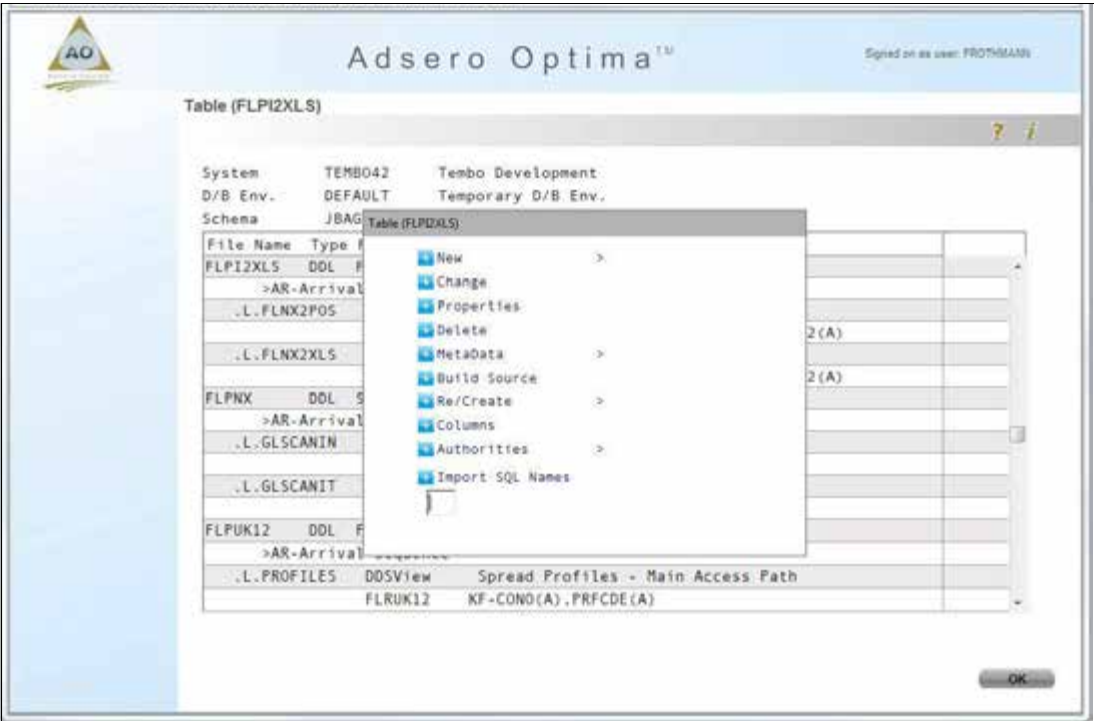 AO
Adsero Optima™
Signed on as user: FROTHMANN
Table (FLPI2XLS)
? i
System TEMBO42 Tembo Development
D/B Env. DEFAULT Temporary D/B Env.
Schema JBAG
File Name Type
FLPI2XLS DDL F
>AR-Arrival
.L.FLNX2POS
2(A)
.L.FLNX2XLS
2(A)
FLPNX DDL S
>AR-Arrival
.L.GLSCANIN
.L.GLSCANIT
FLPUK12 DDL F
>AR-Arrival Sequence
.L.PROFILES DDSView Spread Profiles - Main Access Path
FLRUK12 KF-CONO(A).PRFCDE(A)
Table (FLPI2XLS)
New >
Change
Properties
Delete
MetaData >
Build Source
Re/Create >
Columns
Authorities >
Import SQL Names
OK